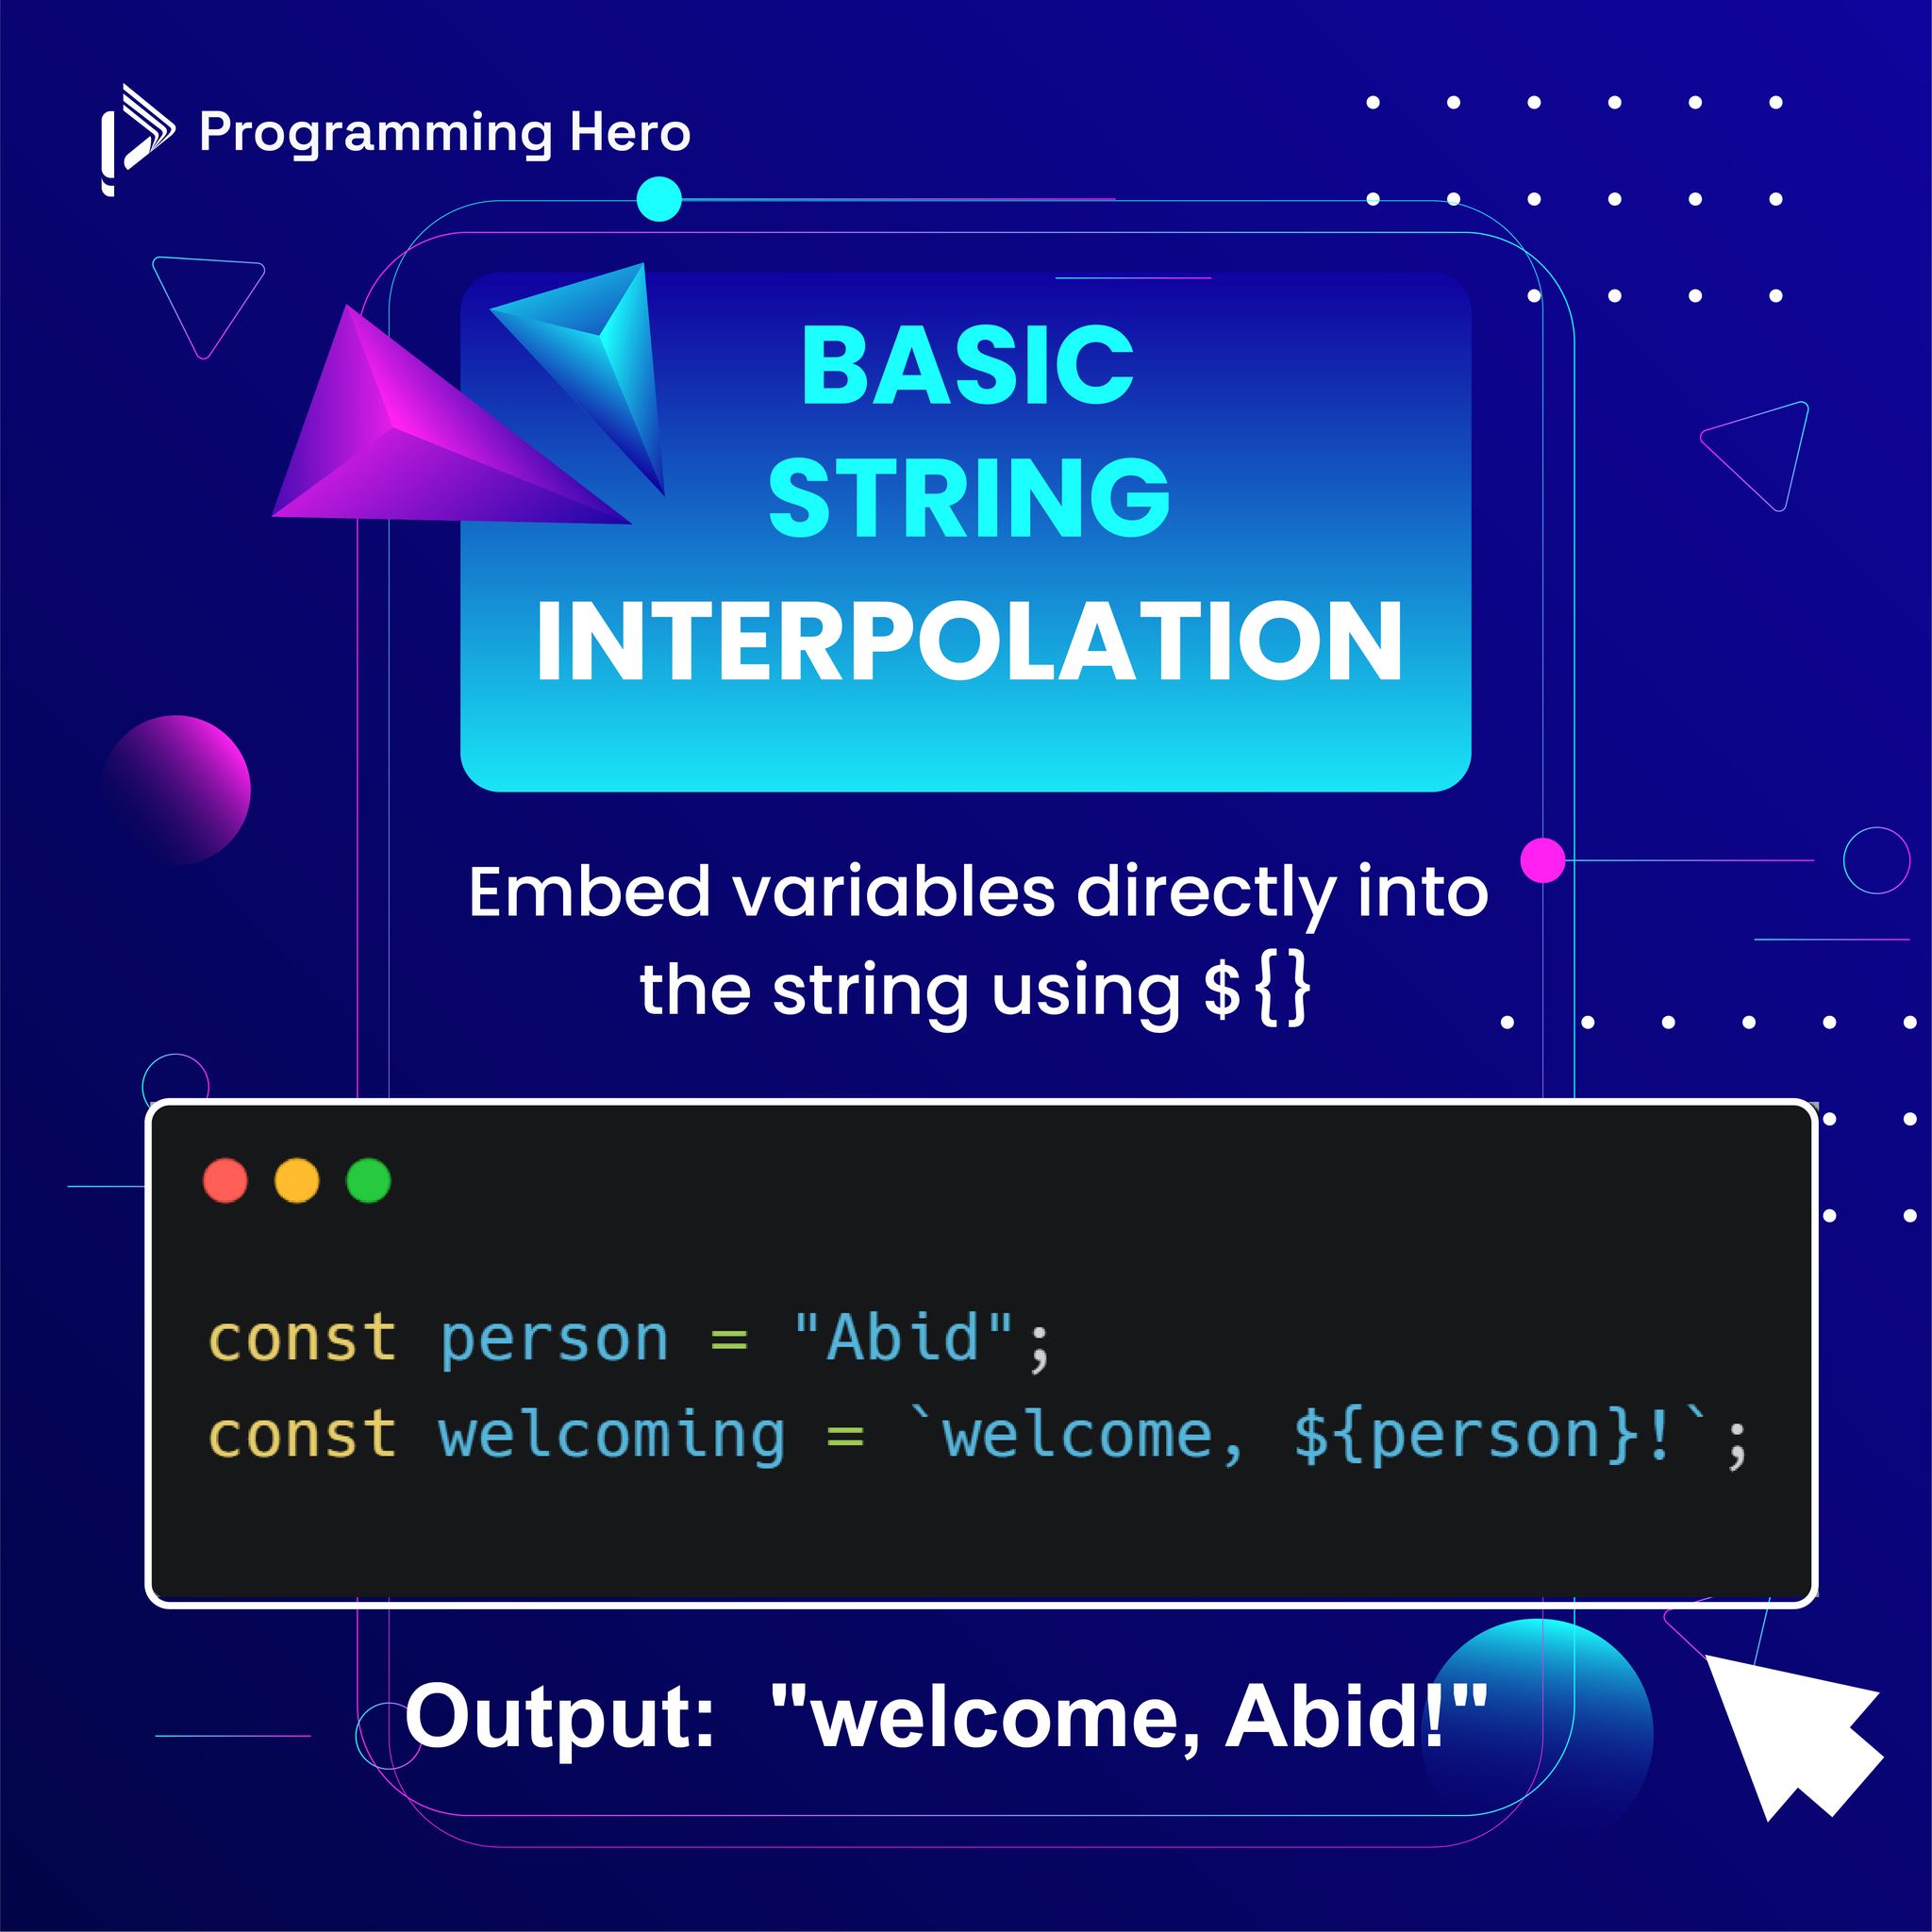 Programming Hero
BASIC
STRING
INTERPOLATION
Embed variables directly into
the string using ${}
const person = "Abid";
const welcoming = `welcome, ${person}!`;
Output: "welcome, Abid!"